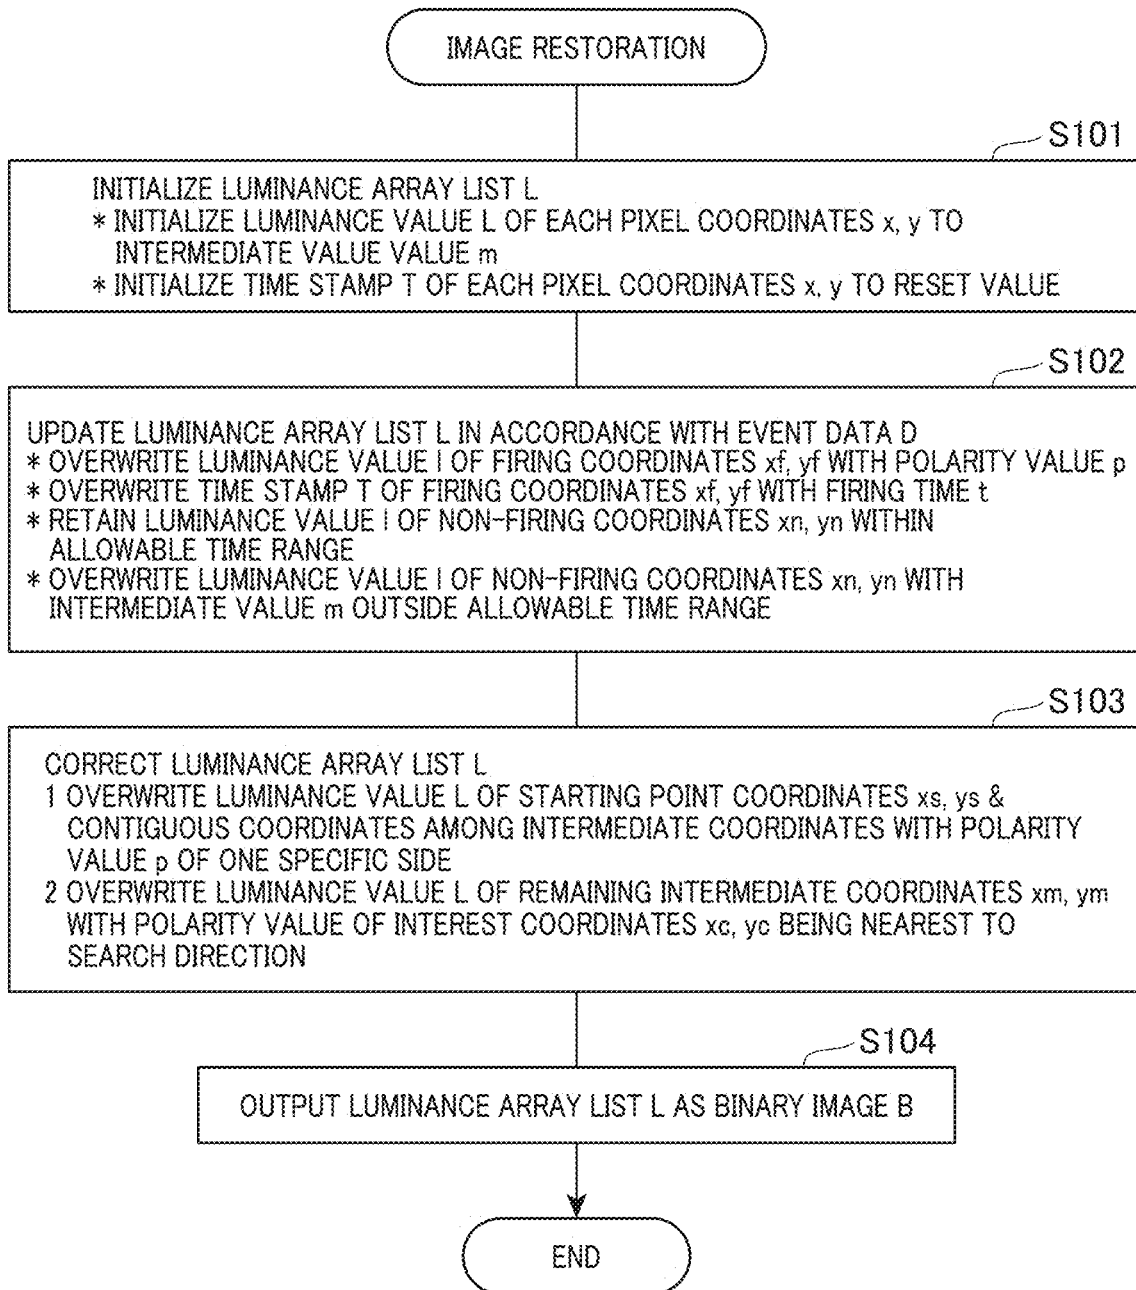 IMAGE RESTORATION
S101
INITIALIZE LUMINANCE ARRAY LIST L
* INITIALIZE LUMINANCE VALUE L OF EACH PIXEL COORDINATES x, y TO
INTERMEDIATE VALUE VALUE m
* INITIALIZE TIME STAMP T OF EACH PIXEL COORDINATES x, y TO RESET VALUE
S102
UPDATE LUMINANCE ARRAY LIST L IN ACCORDANCE WITH EVENT DATA D
* OVERWRITE LUMINANCE VALUE l OF FIRING COORDINATES xf, yf WITH POLARITY VALUE p
* OVERWRITE TIME STAMP T OF FIRING COORDINATES xf, yf WITH FIRING TIME t
* RETAIN LUMINANCE VALUE l OF NON-FIRING COORDINATES xn, yn WITHIN
ALLOWABLE TIME RANGE
* OVERWRITE LUMINANCE VALUE l OF NON-FIRING COORDINATES xn, yn WITH
INTERMEDIATE VALUE m OUTSIDE ALLOWABLE TIME RANGE
S103
CORRECT LUMINANCE ARRAY LIST L
1 OVERWRITE LUMINANCE VALUE L OF STARTING POINT COORDINATES xs, ys &
CONTIGUOUS COORDINATES AMONG INTERMEDIATE COORDINATES WITH POLARITY
VALUE p OF ONE SPECIFIC SIDE
2 OVERWRITE LUMINANCE VALUE L OF REMAINING INTERMEDIATE COORDINATES xm, ym
WITH POLARITY VALUE OF INTEREST COORDINATES xc, yc BEING NEAREST TO
SEARCH DIRECTION
S104
OUTPUT LUMINANCE ARRAY LIST L AS BINARY IMAGE B
END